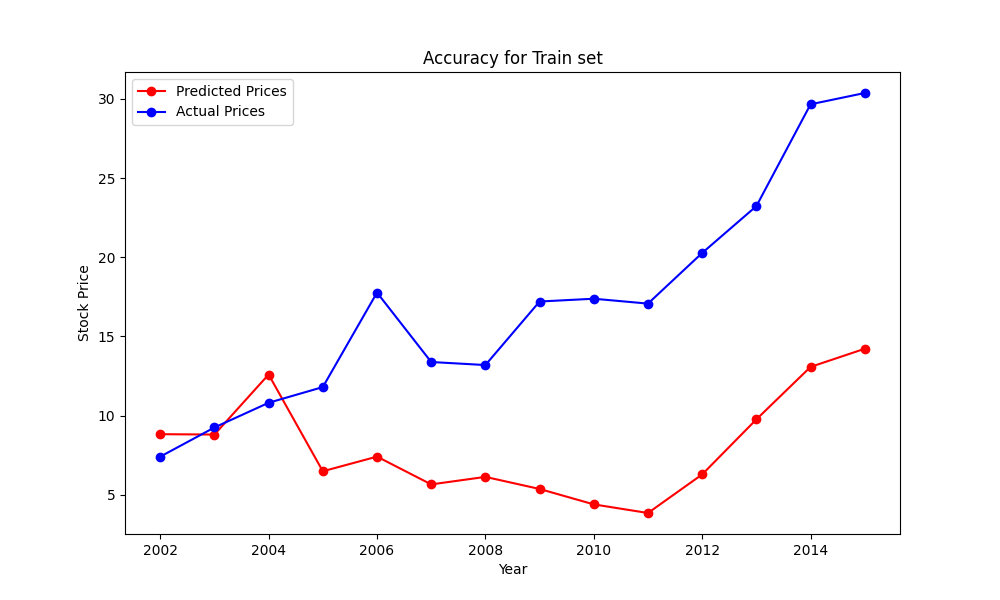 Accuracy for Train set
Predicted Prices
Actual Prices
30
25
20
15
10
5
Stock Price
2002 2004 2006 2008 2010 2012 2014
Year